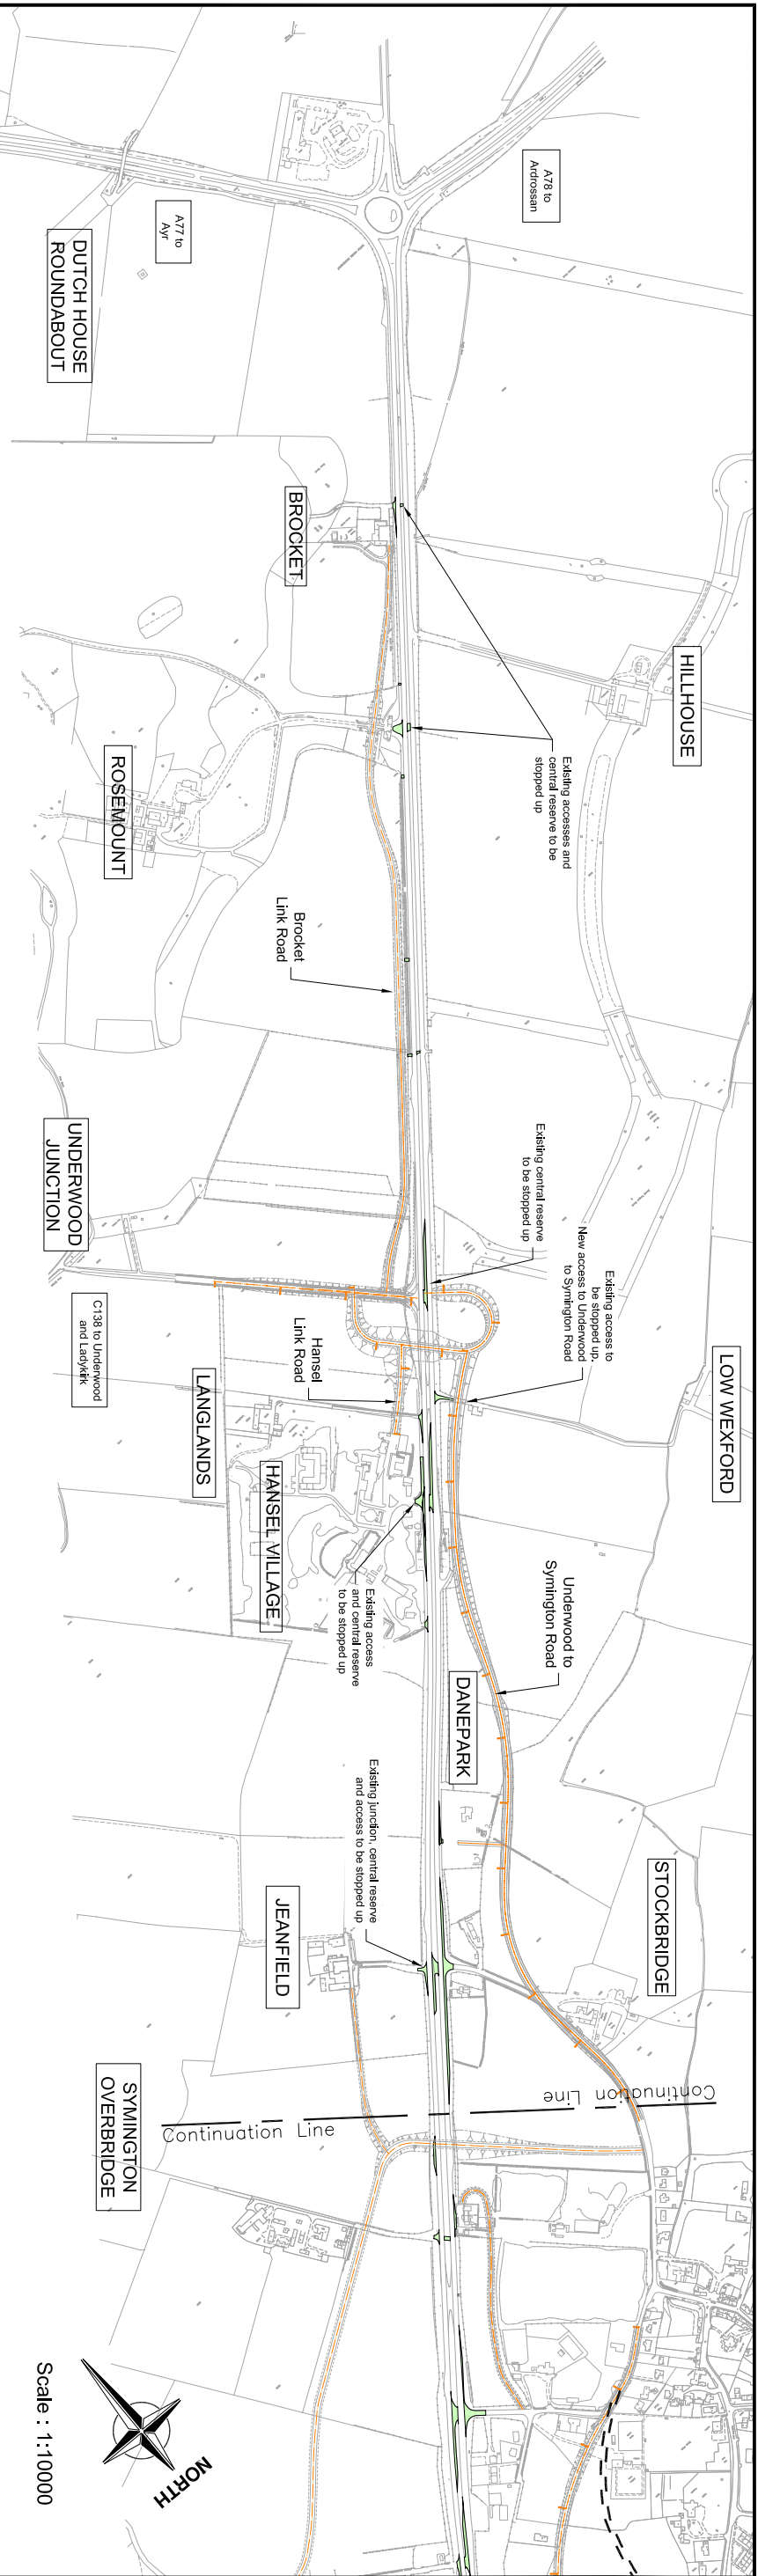 A78 to
Ardrossan
A77 to
Ayr
DUTCH HOUSE
ROUNDABOUT
BROCKET
HILLHOUSE
Existing accesses and
central reserve to be
stopped up
ROSEMOUNT
Brocket
Link Road
UNDERWOOD
JUNCTION
C138 to Underwood
and Ladykirk
Existing central reserve
to be stopped up
Existing access to
be stopped up.
New access to Underwood
to Symington Road
LOW WEXFORD
Hansel
Link Road
LANGLANDS
HANSEL VILLAGE
Existing access
and central reserve
to be stopped up
Underwood to
Symington Road
DANEPARK
Existing junction, central reserve
and access to be stopped up
STOCKBRIDGE
JEANFIELD
SYMINGTON
OVERBRIDGE
Continuation Line
Continuation Line
NORTH
Scale : 1:10000